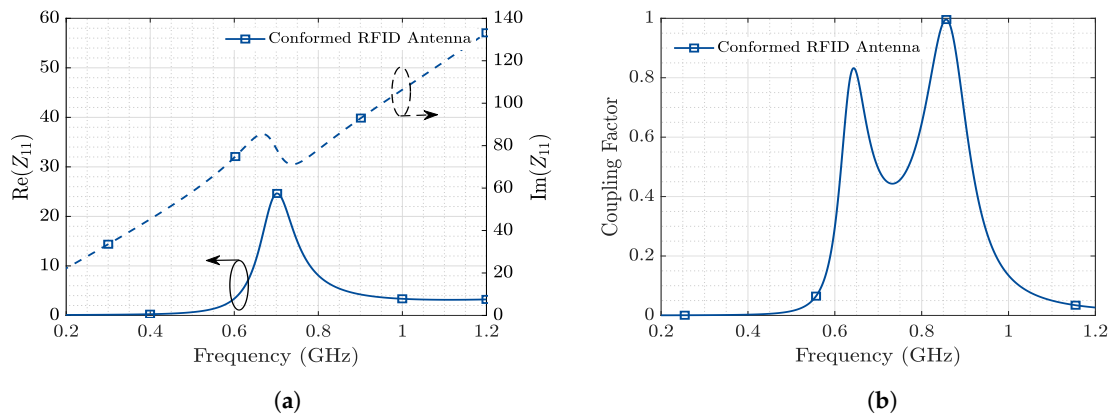 Conformed RFID Antenna
60
50
40
30
20
10
0
Re(Z11)
140
120
100
80
60
40
20
0
Im(Z11)
0.2 0.4 0.6 0.8 1 1.2
Frequency (GHz)
(a)
Conformed RFID Antenna
1
0.8
0.6
0.4
0.2
0
Coupling Factor
0.2 0.4 0.6 0.8 1 1.2
Frequency (GHz)
(b)